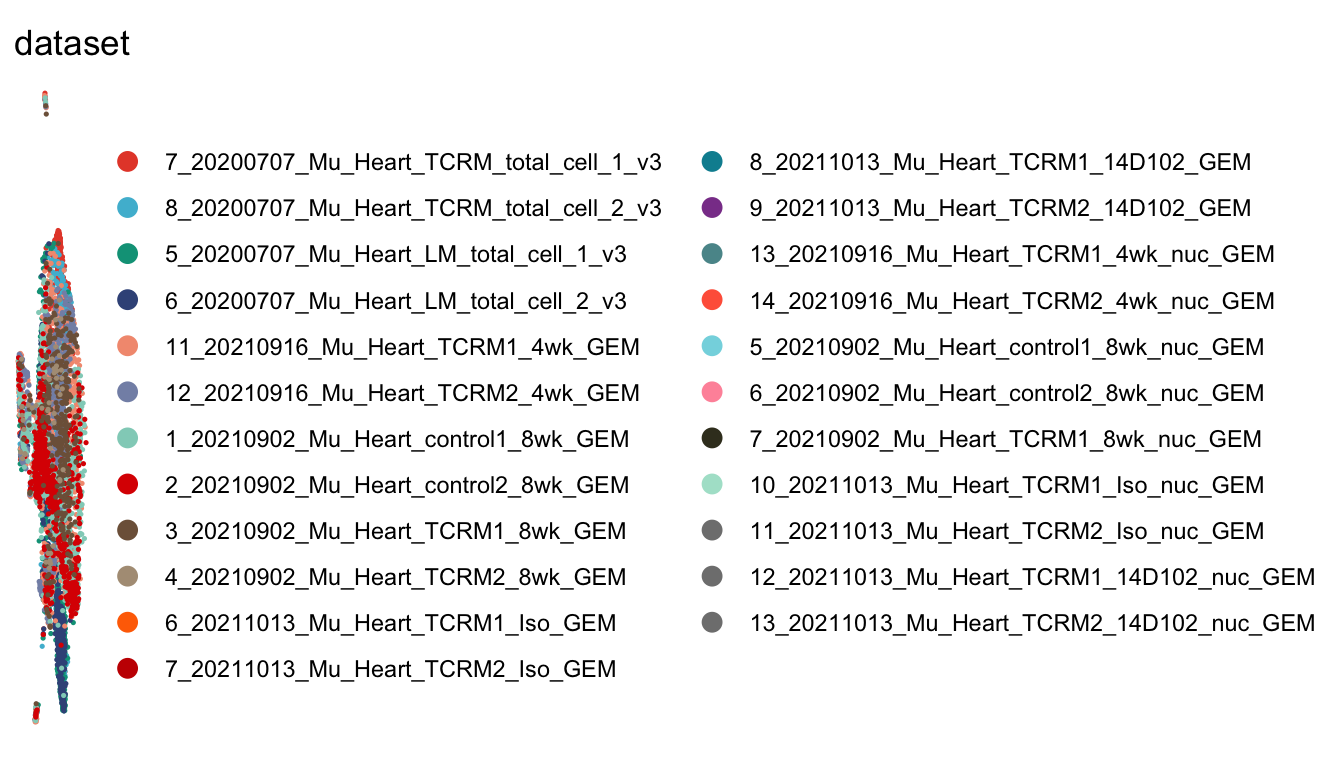 dataset
7_20200707_Mu_Heart_TCRM_total_cell_1_v3
8_20200707_Mu_Heart_TCRM_total_cell_2_v3
5_20200707_Mu_Heart_LM_total_cell_1_v3
6_20200707_Mu_Heart_LM_total_cell_2_v3
11_20210916_Mu_Heart_TCRM1_4wk_GEM
12_20210916_Mu_Heart_TCRM2_4wk_GEM
1_20210902_Mu_Heart_control1_8wk_GEM
2_20210902_Mu_Heart_control2_8wk_GEM
3_20210902_Mu_Heart_TCRM1_8wk_GEM
4_20210902_Mu_Heart_TCRM2_8wk_GEM
6_20211013_Mu_Heart_TCRM1_Iso_GEM
7_20211013_Mu_Heart_TCRM2_Iso_GEM
8_20211013_Mu_Heart_TCRM1_14D102_GEM
9_20211013_Mu_Heart_TCRM2_14D102_GEM
13_20210916_Mu_Heart_TCRM1_4wk_nuc_GEM
14_20210916_Mu_Heart_TCRM2_4wk_nuc_GEM
5_20210902_Mu_Heart_control1_8wk_nuc_GEM
6_20210902_Mu_Heart_control2_8wk_nuc_GEM
7_20210902_Mu_Heart_TCRM1_8wk_nuc_GEM
10_20211013_Mu_Heart_TCRM1_Iso_nuc_GEM
11_20211013_Mu_Heart_TCRM2_Iso_nuc_GEM
12_20211013_Mu_Heart_TCRM1_14D102_nuc_GEM
13_20211013_Mu_Heart_TCRM2_14D102_nuc_GEM